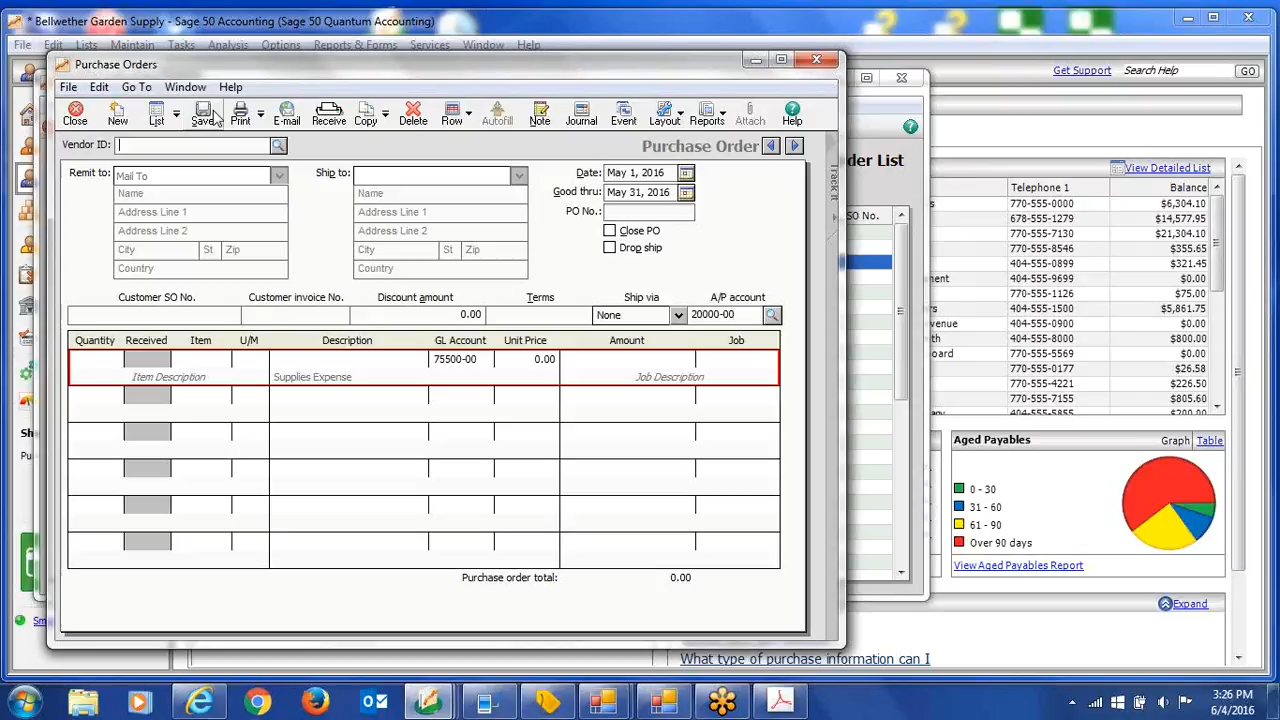 * Bellwether Garden Supply - Sage 50 Accounting (Sage 50 Quantum Accounting)
File Edit Lists Maintain Tasks Analysis Options Reports & Forms Services Window Help
Purchase Orders
File Edit Go To Window Help
Close New List Save Print E-mail Receive Copy Delete Row Autofill Note Journal Event Layout Reports Attach Help
Get Support Search Help GO
Vendor ID:
Purchase Order
TrackIt
Remit to: Mail To
Name
Address Line 1
Address Line 2
City St Zip
Country
Ship to:
Name
Address Line 1
Address Line 2
City St Zip
Country
Date: May 1, 2016
Good thru: May 31, 2016
PO No.:
Close PO
Drop ship
Customer SO No. Customer invoice No. Discount amount Terms Ship via A/P account
0.00 None 20000-00
Quantity Received Item U/M Description GL Account Unit Price Amount Job
75500-00 0.00
Item Description Supplies Expense Job Description
Purchase order total: 0.00
der List
SO No.
View Detailed List
Telephone 1 Balance
770-555-0000 $6,304.10
678-555-1279 $14,577.95
770-555-7130 $21,304.10
770-555-8546 $355.65
404-555-0899 $321.45
404-555-9699 $0.00
770-555-1126 $75.00
404-555-1500 $5,861.75
404-555-9323 $0.00
404-555-8000 $800.00
770-555-0177 $26.58
770-555-4221 $226.50
770-555-7155 $805.60
404-555-5855 $200.00
Aged Payables Graph Table
0 - 30
31 - 60
61 - 90
Over 90 days
View Aged Payables Report
Expand
What type of purchase information can I
3:26 PM
6/4/2016